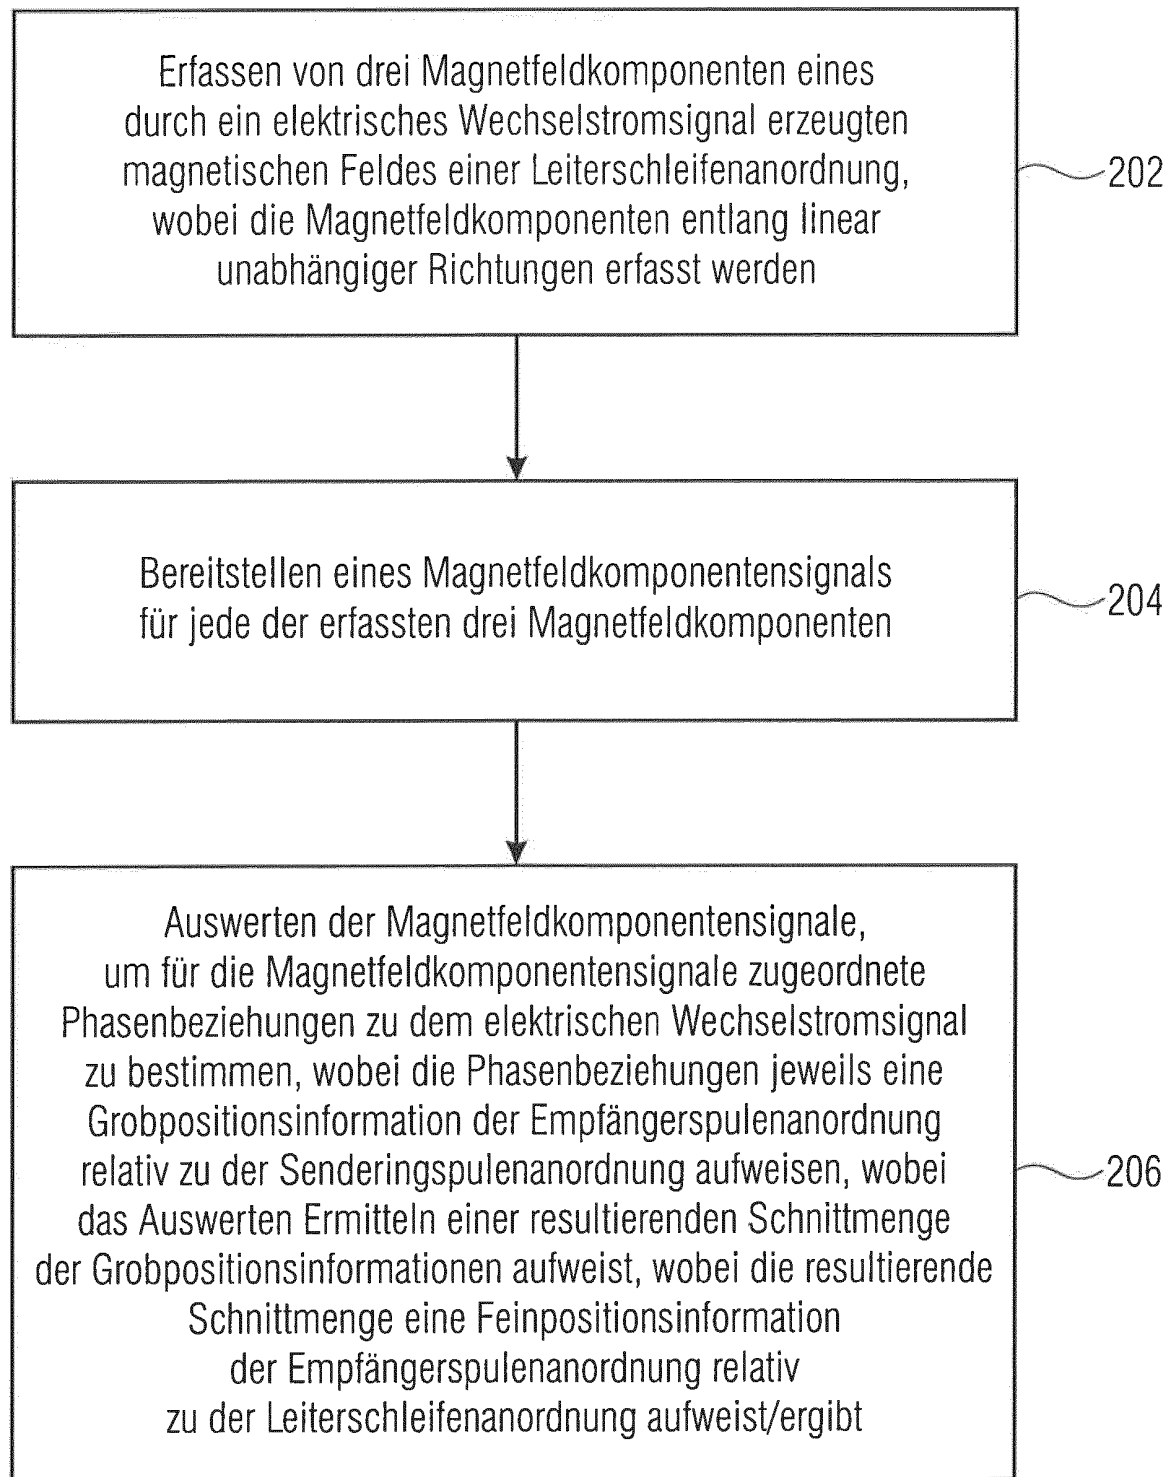 Erfassen von drei Magnetfeldkomponenten eines
durch ein elektrisches Wechselstromsignal erzeugten
magnetischen Feldes einer Leiterschleifenanordnung,
wobei die Magnetfeldkomponenten entlang linear
unabhängiger Richtungen erfasst werden
202
Bereitstellen eines Magnetfeldkomponentensignals
für jede der erfassten drei Magnetfeldkomponenten
204
Auswerten der Magnetfeldkomponentensignale,
um für die Magnetfeldkomponentensignale zugeordnete
Phasenbeziehungen zu dem elektrischen Wechselstromsignal
zu bestimmen, wobei die Phasenbeziehungen jeweils eine
Grobpositionsinformation der Empfängerspulenanordnung
relativ zu der Senderingspulenanordnung aufweisen, wobei
das Auswerten Ermitteln einer resultierenden Schnittmenge
der Grobpositionsinformationen aufweist, wobei die resultierende
Schnittmenge eine Feinpositionsinformation
der Empfängerspulenanordnung relativ
zu der Leiterschleifenanordnung aufweist/ergibt
206